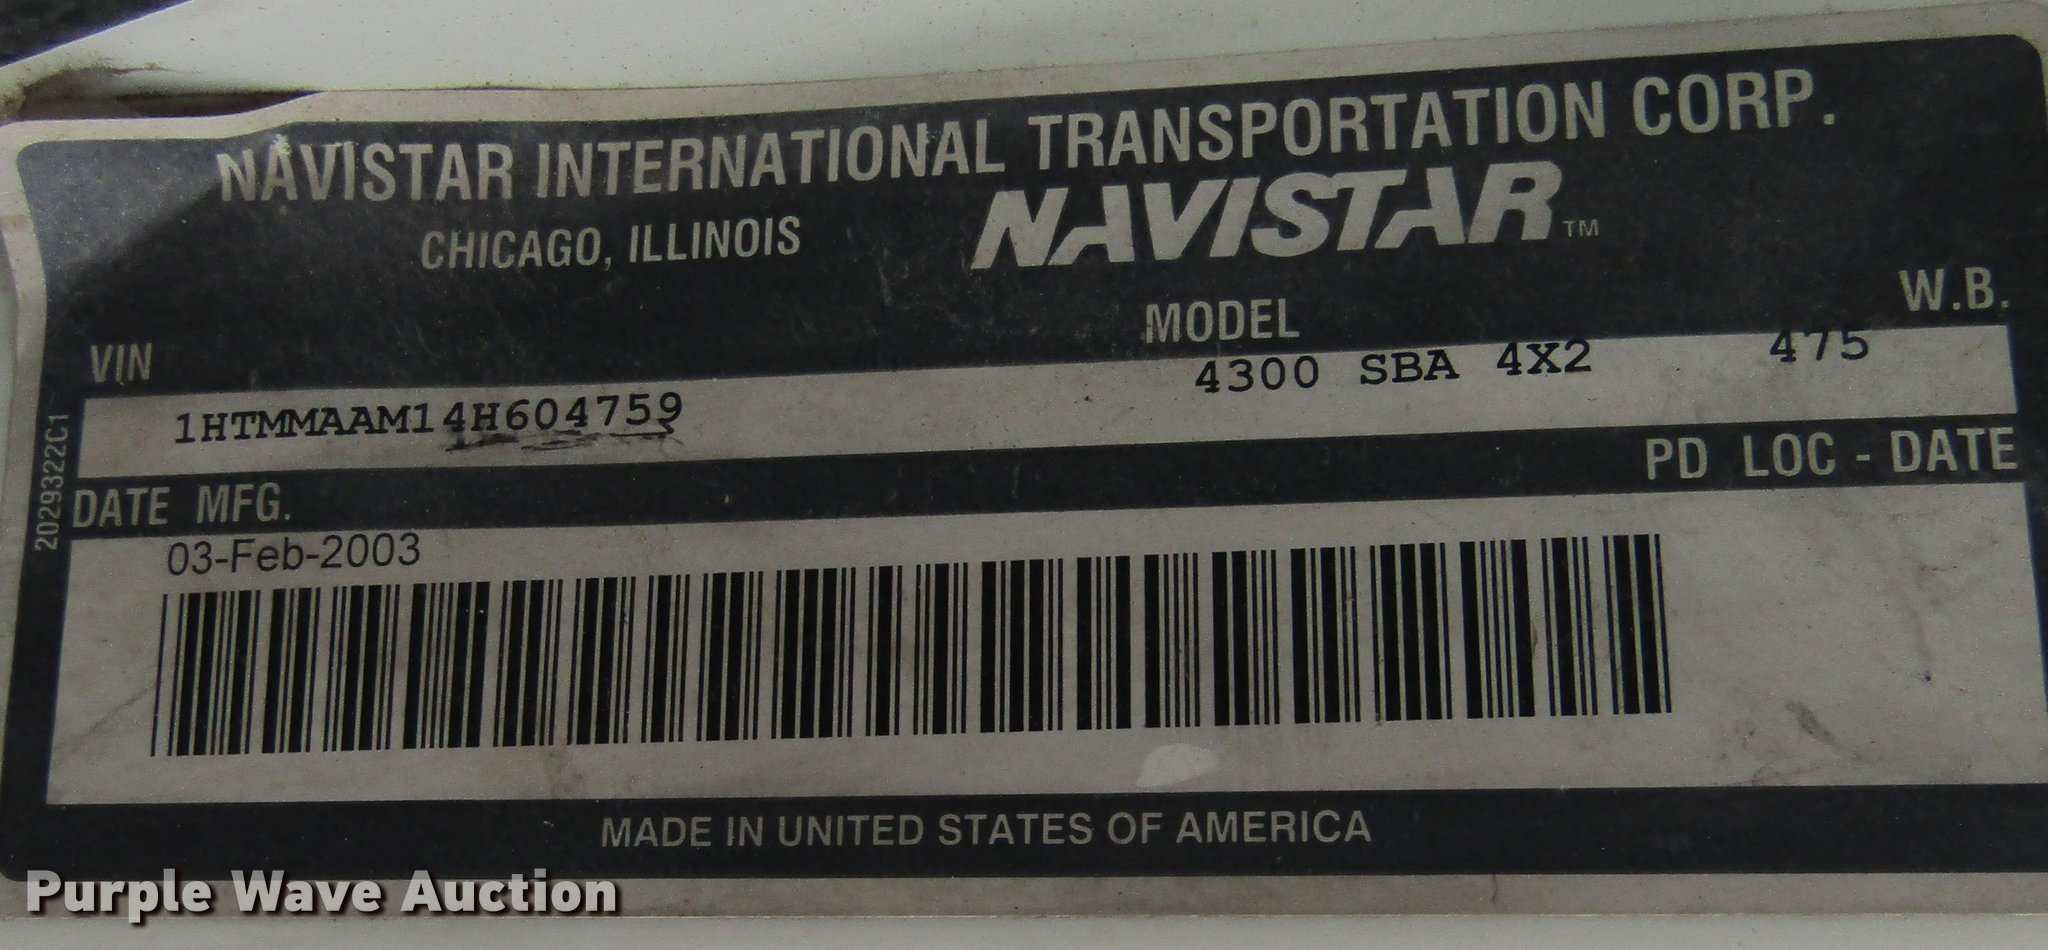 NAVISTAR INTERNATIONAL TRANSPORTATION CORP.
CHICAGO, ILLINOIS NAVISTAR™
VIN MODEL W.B.
1HTMMAAM14H604759 4300 SBA 4X2 475
2029322C1
DATE MFG. PD LOC - DATE
03-Feb-2003
MADE IN UNITED STATES OF AMERICA
Purple Wave Auction